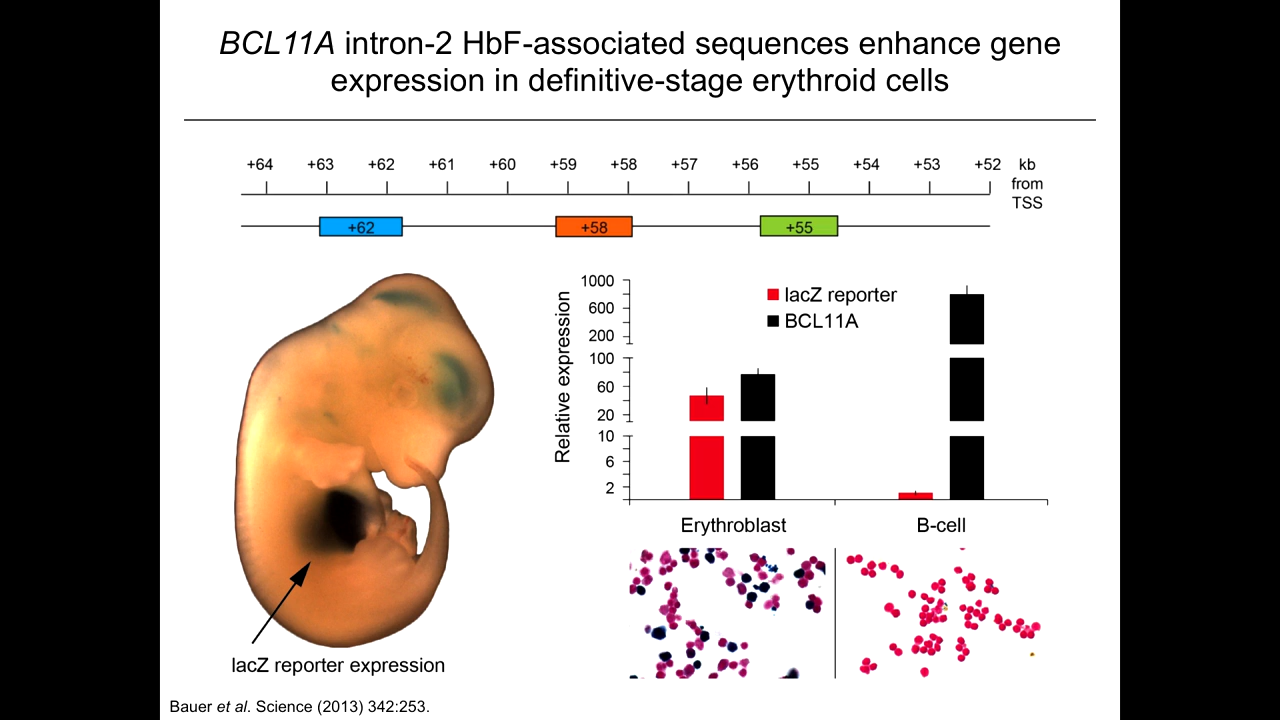 BCL11A intron-2 HbF-associated sequences enhance gene
expression in definitive-stage erythroid cells
+64 +63 +62 +61 +60 +59 +58 +57 +56 +55 +54 +53 +52 kb
from
TSS
+62 +58 +55
1000
600
200
100
60
20
10
6
2
Relative expression
lacZ reporter
BCL11A
Erythroblast B-cell
lacZ reporter expression
Bauer et al. Science (2013) 342:253.